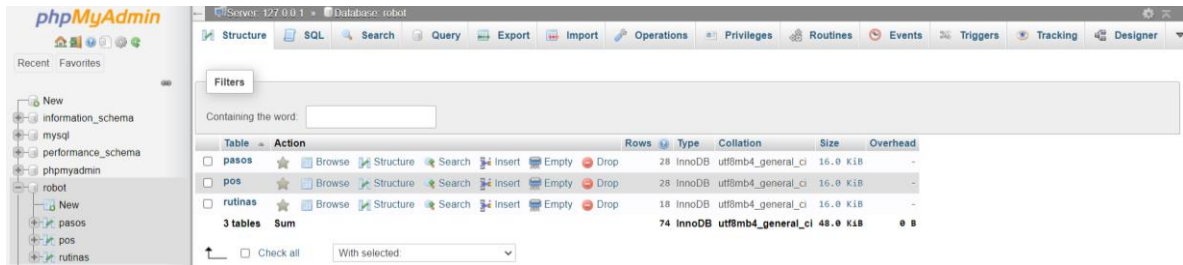 phpMyAdmin
Recent Favorites
New
information_schema
mysql
performance_schema
phpmyadmin
robot
New
pasos
pos
rutinas
Server: 127.0.0.1 » Database: robot
Structure SQL Search Query Export Import Operations Privileges Routines Events Triggers Tracking Designer
Filters
Containing the word:
Table Action Rows Type Collation Size Overhead
pasos Browse Structure Search Insert Empty Drop 28 InnoDB utf8mb4_general_ci 16.0 KiB -
pos Browse Structure Search Insert Empty Drop 28 InnoDB utf8mb4_general_ci 16.0 KiB -
rutinas Browse Structure Search Insert Empty Drop 18 InnoDB utf8mb4_general_ci 16.0 KiB -
3 tables Sum 74 InnoDB utf8mb4_general_ci 48.0 KiB 0 B
Check all With selected: